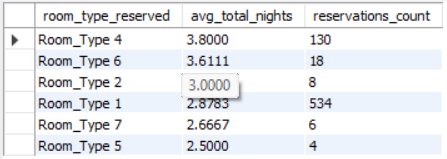 room_type_reserved avg_total_nights reservations_count
Room_Type 4 3.8000 130
Room_Type 6 3.6111 18
Room_Type 2 3.0000 8
Room_Type 1 2.8783 534
Room_Type 7 2.6667 6
Room_Type 5 2.5000 4